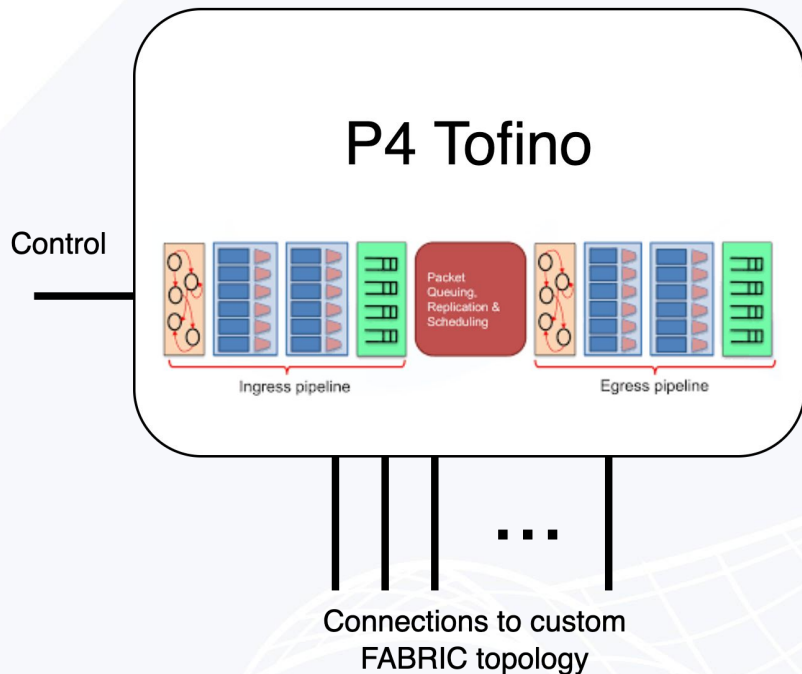 P4 Tofino
Control
Packet
Queuing,
Replication &
Scheduling
Ingress pipeline
Egress pipeline
...
Connections to custom
FABRIC topology